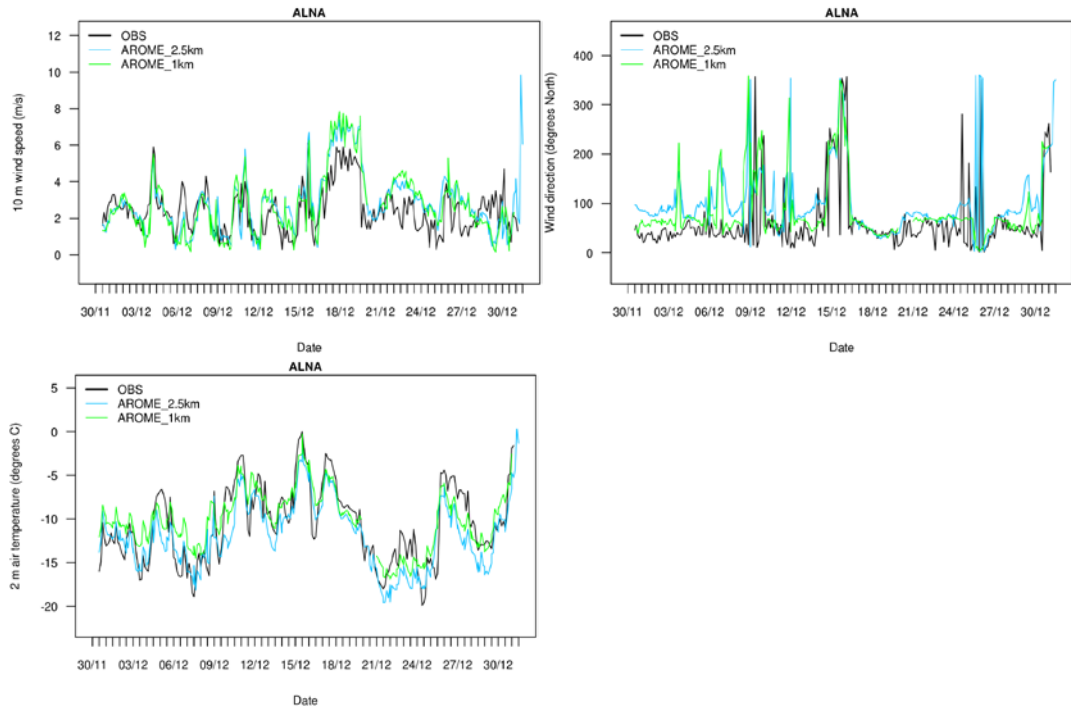 ALNA
OBS
AROME_2.5km
AROME_1km
10 m wind speed (m/s)
12
10
8
6
4
2
0
30/11 03/12 06/12 09/12 12/12 15/12 18/12 21/12 24/12 27/12 30/12
Date
ALNA
OBS
AROME_2.5km
AROME_1km
Wind direction (degrees North)
400
300
200
100
0
30/11 03/12 06/12 09/12 12/12 15/12 18/12 21/12 24/12 27/12 30/12
Date
ALNA
OBS
AROME_2.5km
AROME_1km
2 m air temperature (degrees C)
5
0
-5
-10
-15
-20
30/11 03/12 06/12 09/12 12/12 15/12 18/12 21/12 24/12 27/12 30/12
Date